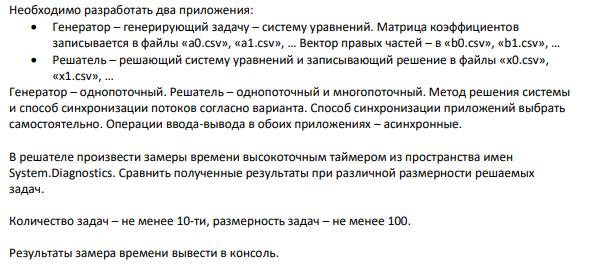 Необходимо разработать два приложения:
• Генератор – генерирующий задачу – систему уравнений. Матрица коэффициентов
записывается в файлы «a0.csv», «a1.csv», … Вектор правых частей – в «b0.csv», «b1.csv», …
• Решатель – решающий систему уравнений и записывающий решение в файлы «x0.csv»,
«x1.csv», …
Генератор – однопоточный. Решатель – однопоточный и многопоточный. Метод решения системы
и способ синхронизации потоков согласно варианта. Способ синхронизации приложений выбрать
самостоятельно. Операции ввода-вывода в обоих приложениях – асинхронные.
В решателе произвести замеры времени высокоточным таймером из пространства имен
System.Diagnostics. Сравнить полученные результаты при различной размерности решаемых
задач.
Количество задач – не менее 10-ти, размерность задач – не менее 100.
Результаты замера времени вывести в консоль.